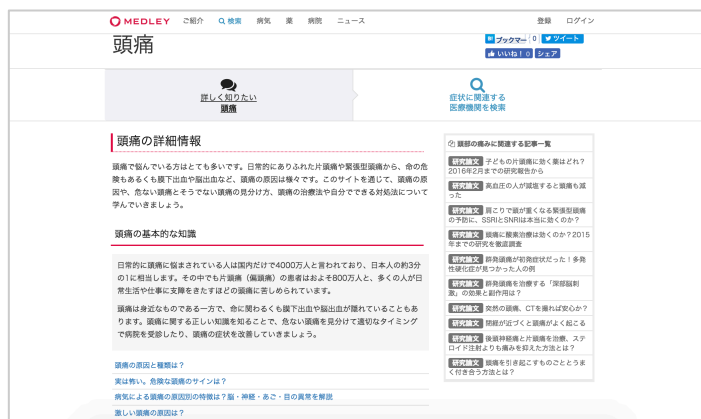 MEDLEY ご紹介 検索 病気 薬 病院 ニュース 登録 ログイン
頭痛
B! ブックマーク 0 ツイート
いいね！ 0 シェア
詳しく知りたい
頭痛
症状に関連する
医療機関を検索
頭痛の詳細情報
頭痛で悩んでいる方はとても多いです。日常的にありふれた片頭痛や緊張型頭痛から、命の危
険もあるくも膜下出血や脳出血など、頭痛の原因は様々です。このサイトを通じて、頭痛の原
因や、危ない頭痛とそうでない頭痛の見分け方、頭痛の治療法や自分でできる対処法について
学んでいきましょう。
頭痛の基本的な知識
日常的に頭痛に悩まされている人は国内だけで4000万人と言われており、日本人の約3分
の1に相当します。その中でも片頭痛（偏頭痛）の患者はおよそ800万人と、多くの人が日
常生活や仕事に支障をきたすほどの頭痛に苦しめられています。
頭痛は身近なものである一方で、命に関わるくも膜下出血や脳出血が隠れていることもあ
ります。頭痛に関する正しい知識を知ることで、危ない頭痛を見分けて適切なタイミング
で病院を受診したり、頭痛の症状を改善していきましょう。
頭痛の原因と種類は？
実は怖い。危険な頭痛のサインは？
病気による頭痛の原因別の特徴は？脳・神経・あご・目の異常を解説
激しい頭痛の原因は？
頭部の痛みに関連する記事一覧
研究論文 子どもの片頭痛に効く薬はどれ？
2016年2月までの研究報告から
研究論文 高血圧の人が減塩すると頭痛も減
った
研究論文 肩こりで頭が重くなる緊張型頭痛
の予防に、SSRIとSNRIは本当に効くのか？
研究論文 頭痛に酸素治療は効くのか？2015
年までの研究を徹底調査
研究論文 群発頭痛が初発症状だった！多発
性硬化症が見つかった人の例
研究論文 群発頭痛を治療する「深部脳刺
激」の効果と副作用は？
研究論文 突然の頭痛、CTを撮れば安心か？
研究論文 閉経が近づくと頭痛がよく起こる
研究論文 後頭神経痛と片頭痛を治療、ステ
ロイド注射よりも痛みを抑えた方法とは？
研究論文 頭痛を引き起こすものごととうま
く付き合う方法とは？